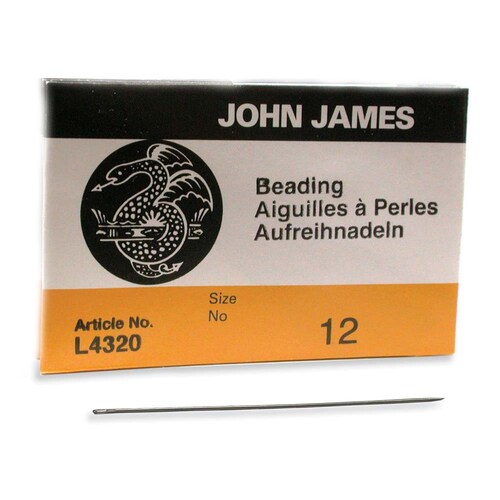 JOHN JAMES
Beading
Aiguilles à Perles
Aufreihnadeln
Size
No
12
Article No.
L4320